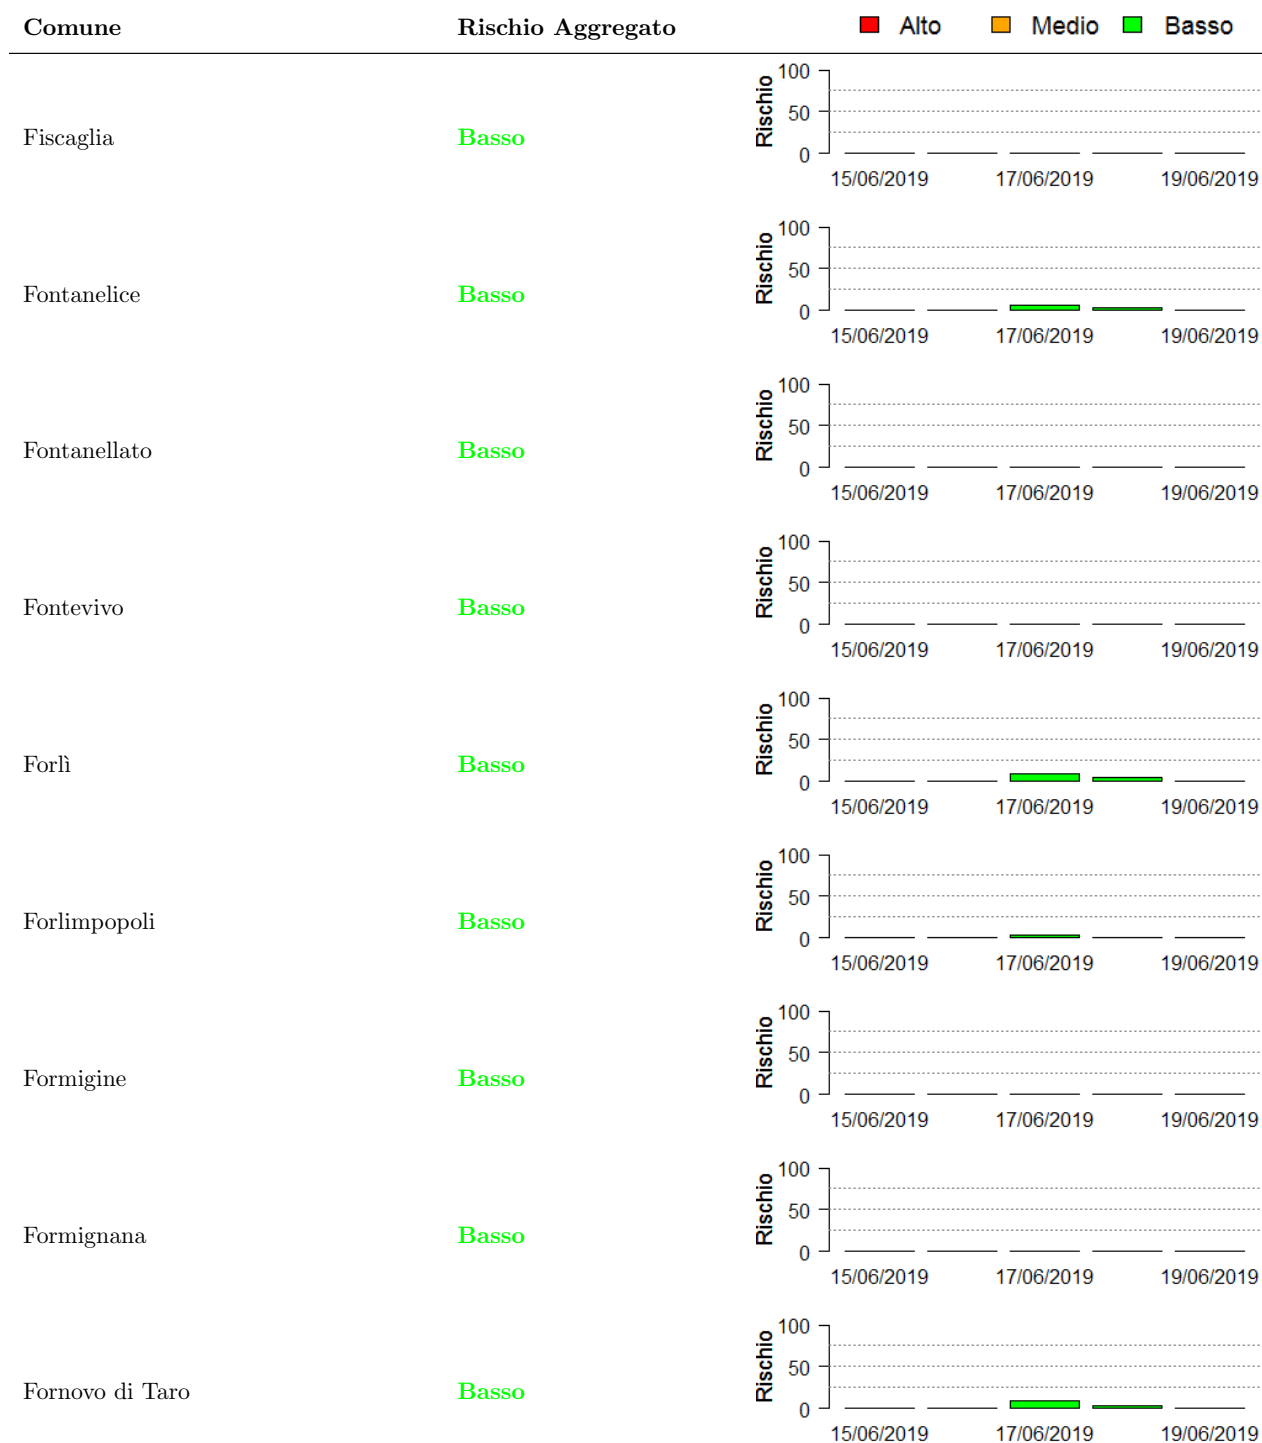 Comune Rischio Aggregato Alto Medio Basso
Fiscaglia Basso Rischio 100 50 0
15/06/2019 17/06/2019 19/06/2019
Fontanelice Basso Rischio 100 50 0
15/06/2019 17/06/2019 19/06/2019
Fontanellato Basso Rischio 100 50 0
15/06/2019 17/06/2019 19/06/2019
Fontevivo Basso Rischio 100 50 0
15/06/2019 17/06/2019 19/06/2019
Forlì Basso Rischio 100 50 0
15/06/2019 17/06/2019 19/06/2019
Forlimpopoli Basso Rischio 100 50 0
15/06/2019 17/06/2019 19/06/2019
Formigine Basso Rischio 100 50 0
15/06/2019 17/06/2019 19/06/2019
Formignana Basso Rischio 100 50 0
15/06/2019 17/06/2019 19/06/2019
Fornovo di Taro Basso Rischio 100 50 0
15/06/2019 17/06/2019 19/06/2019